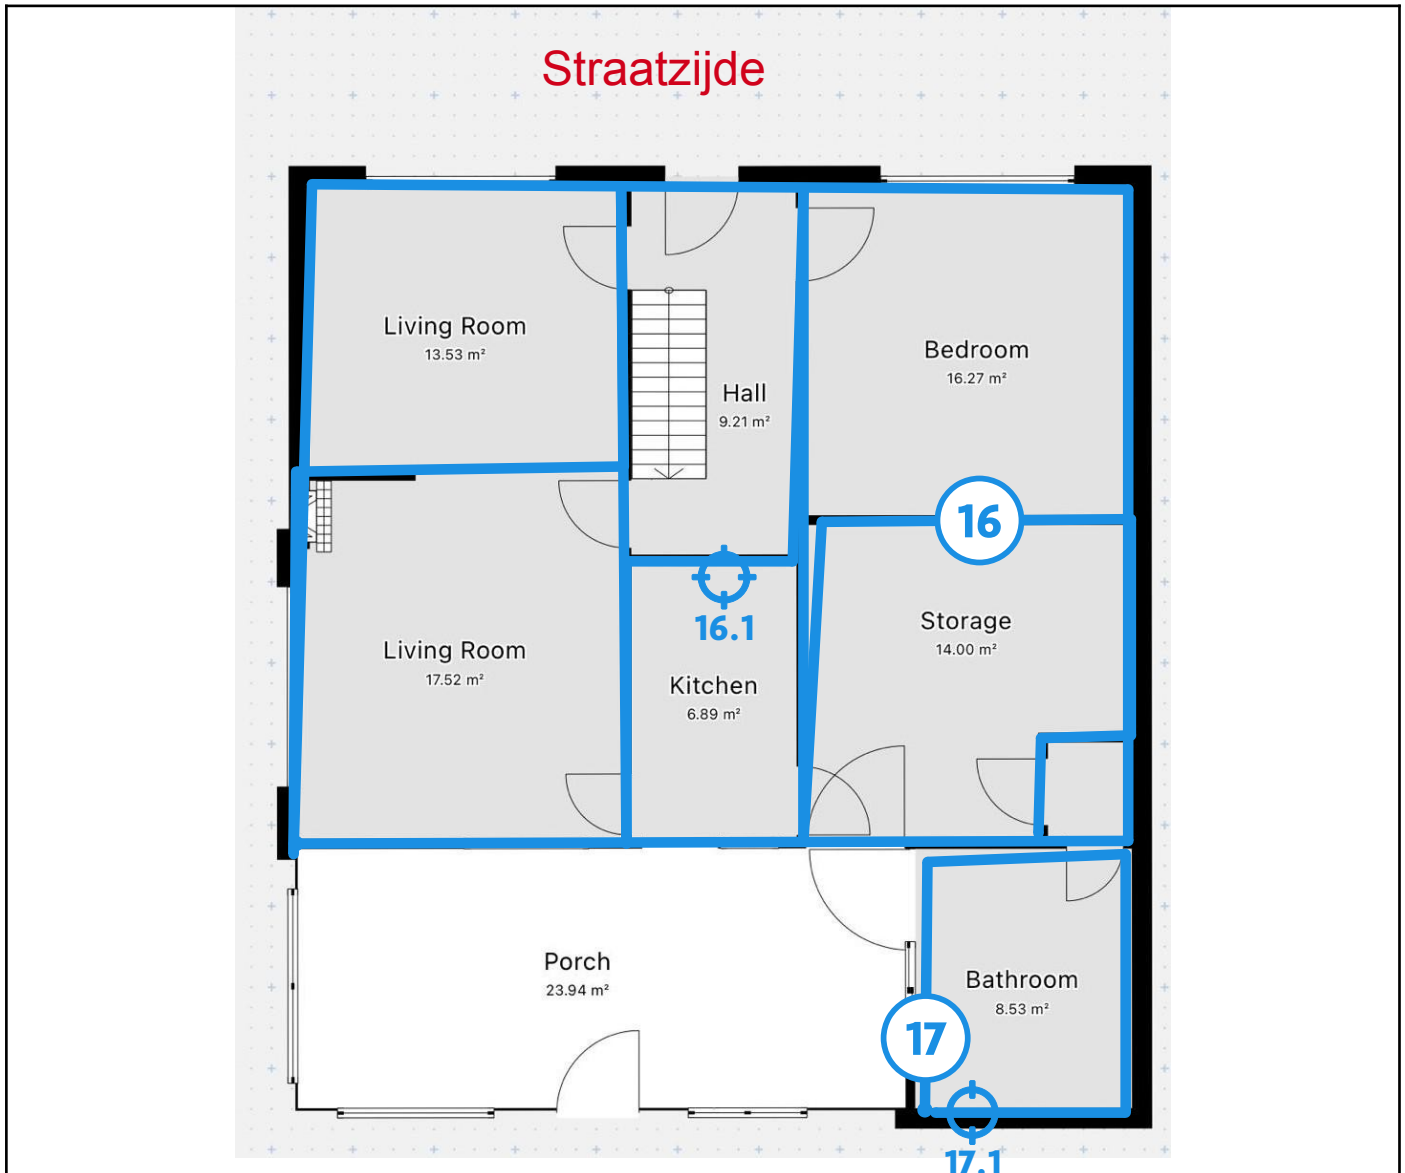 Straatzijde
Living Room
13.53 m²
Bedroom
16.27 m²
Hall
9.21 m²
16
16.1
Storage
14.00 m²
Living Room
17.52 m²
Kitchen
6.89 m²
Porch
23.94 m²
Bathroom
8.53 m²
17
17.1